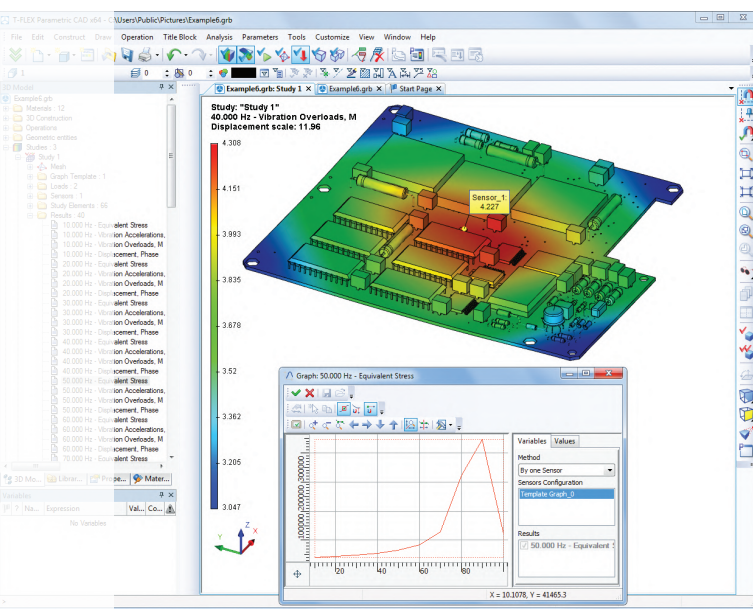 T-FLEX Parametric CAD x64 - C:\Users\Public\Pictures\Example6.grb
File Edit Construct Draw Operation Title Block Analysis Parameters Tools Customize View Window Help
1 0 0
3D Model
Example6.grb: Study 1 Example6.grb Start Page
Example6.grb
Materials : 12
3D Construction
Operations
Geometric entities
Studies : 3
Study 1
Mesh
Graph Template : 1
Loads : 2
Sensors : 1
Study Elements : 66
Results : 40
10.000 Hz - Equivalent Stress
10.000 Hz - Vibration Accelerations,
10.000 Hz - Vibration Overloads, M
10.000 Hz - Displacement, Phase
20.000 Hz - Equivalent Stress
20.000 Hz - Vibration Accelerations,
20.000 Hz - Vibration Overloads, M
20.000 Hz - Displacement, Phase
30.000 Hz - Equivalent Stress
30.000 Hz - Vibration Accelerations,
30.000 Hz - Vibration Overloads, M
30.000 Hz - Displacement, Phase
40.000 Hz - Equivalent Stress
40.000 Hz - Vibration Accelerations,
40.000 Hz - Vibration Overloads, M
40.000 Hz - Displacement, Phase
50.000 Hz - Equivalent Stress
50.000 Hz - Vibration Accelerations,
50.000 Hz - Vibration Overloads, M
50.000 Hz - Displacement, Phase
60.000 Hz - Equivalent Stress
60.000 Hz - Vibration Accelerations,
60.000 Hz - Vibration Overloads, M
60.000 Hz - Displacement, Phase
70.000 Hz - Equivalent Stress
3D Mo... Librar... Prope... Mater...
Variables
? Na... Expression Val... Co...
No Variables
Study: "Study 1"
40.000 Hz - Vibration Overloads, M
Displacement scale: 11.96
4.308
4.151
3.993
3.835
3.678
3.52
3.362
3.205
3.047
Sensor_1:
4.227
Z
Y X
Graph: 50.000 Hz - Equivalent Stress
300000
200000
100000
0
20 40 60 80
Variables Values
Method
By one Sensor
Sensors Configuration
Template Graph_0
Results
50.000 Hz - Equivalent S
X = 10.1078, Y = 41465.3